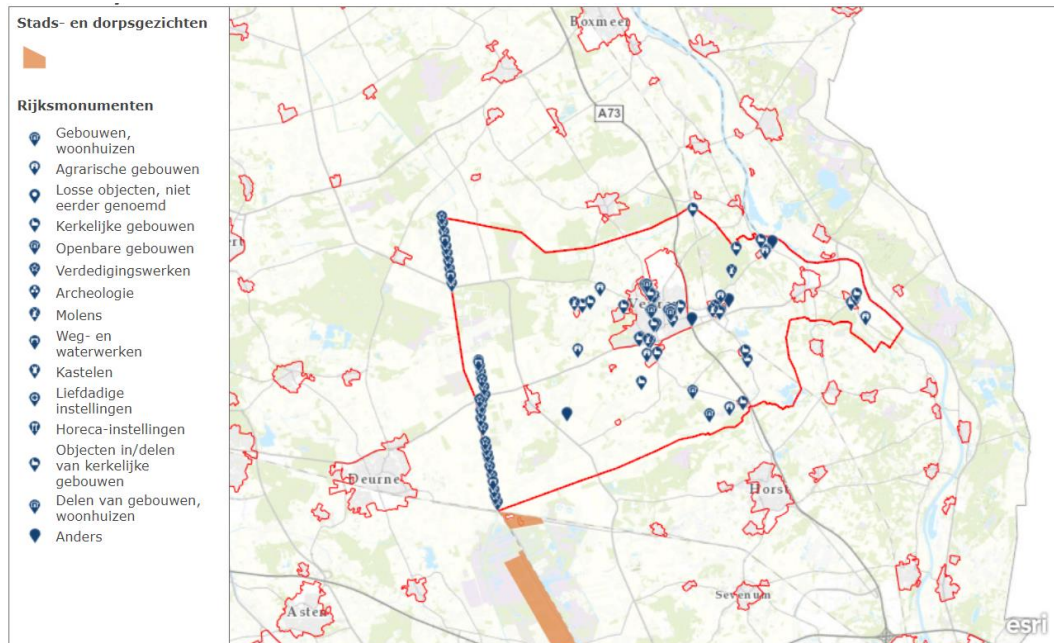 Stads- en dorpsgezichten
Rijksmonumenten
Gebouwen,
woonhuizen
Agrarische gebouwen
Losse objecten, niet
eerder genoemd
Kerkelijke gebouwen
Openbare gebouwen
Verdedigingswerken
Archeologie
Molens
Weg- en
waterwerken
Kastelen
Liefdadige
instellingen
Horeca-instellingen
Objecten in/delen
van kerkelijke
gebouwen
Delen van gebouwen,
woonhuizen
Anders
Boxmeer
A73
Deurne
Horst
Sevenum
Asten
esri